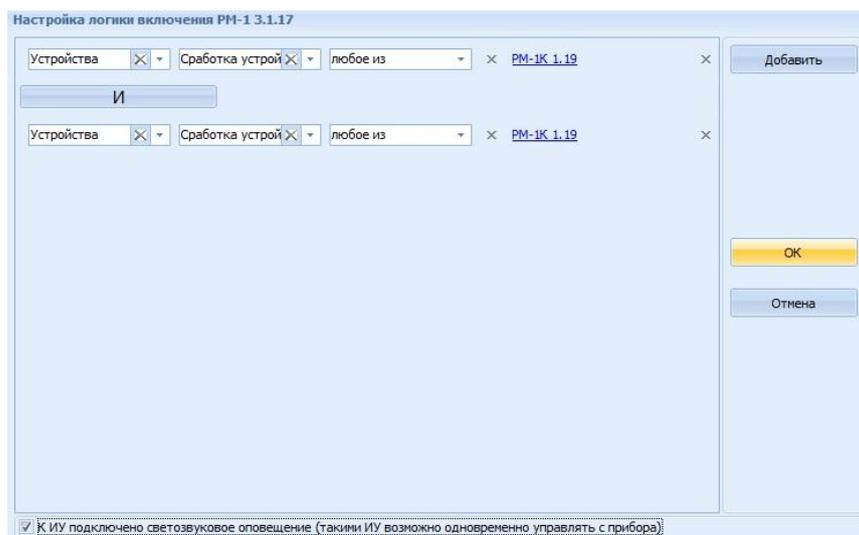 Настройка логики включения РМ-1 3.1.17
Устройства Сработка устрой любое из РМ-1К 1.19
И
Устройства Сработка устрой любое из РМ-1К 1.19
Добавить
ОК
Отмена
К ИУ подключено светозвуковое оповещение (такими ИУ возможно одновременно управлять с прибора)